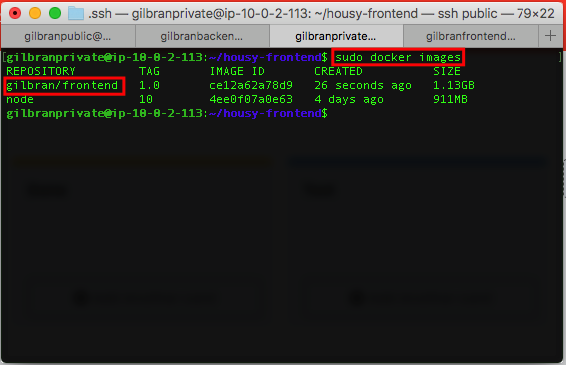 .ssh — gilbranprivate@ip-10-0-2-113: ~/housy-frontend — ssh public — 79×22
gilbranpublic@... gilbranbacken... gilbranprivate... gilbranfrontend...
[gilbranprivate@ip-10-0-2-113:~/housy-frontend$ sudo docker images ]
REPOSITORY TAG IMAGE ID CREATED SIZE
gilbran/frontend 1.0 ce12a62a78d9 26 seconds ago 1.13GB
node 10 4ee0f07a0e63 4 days ago 911MB
gilbranprivate@ip-10-0-2-113:~/housy-frontend$